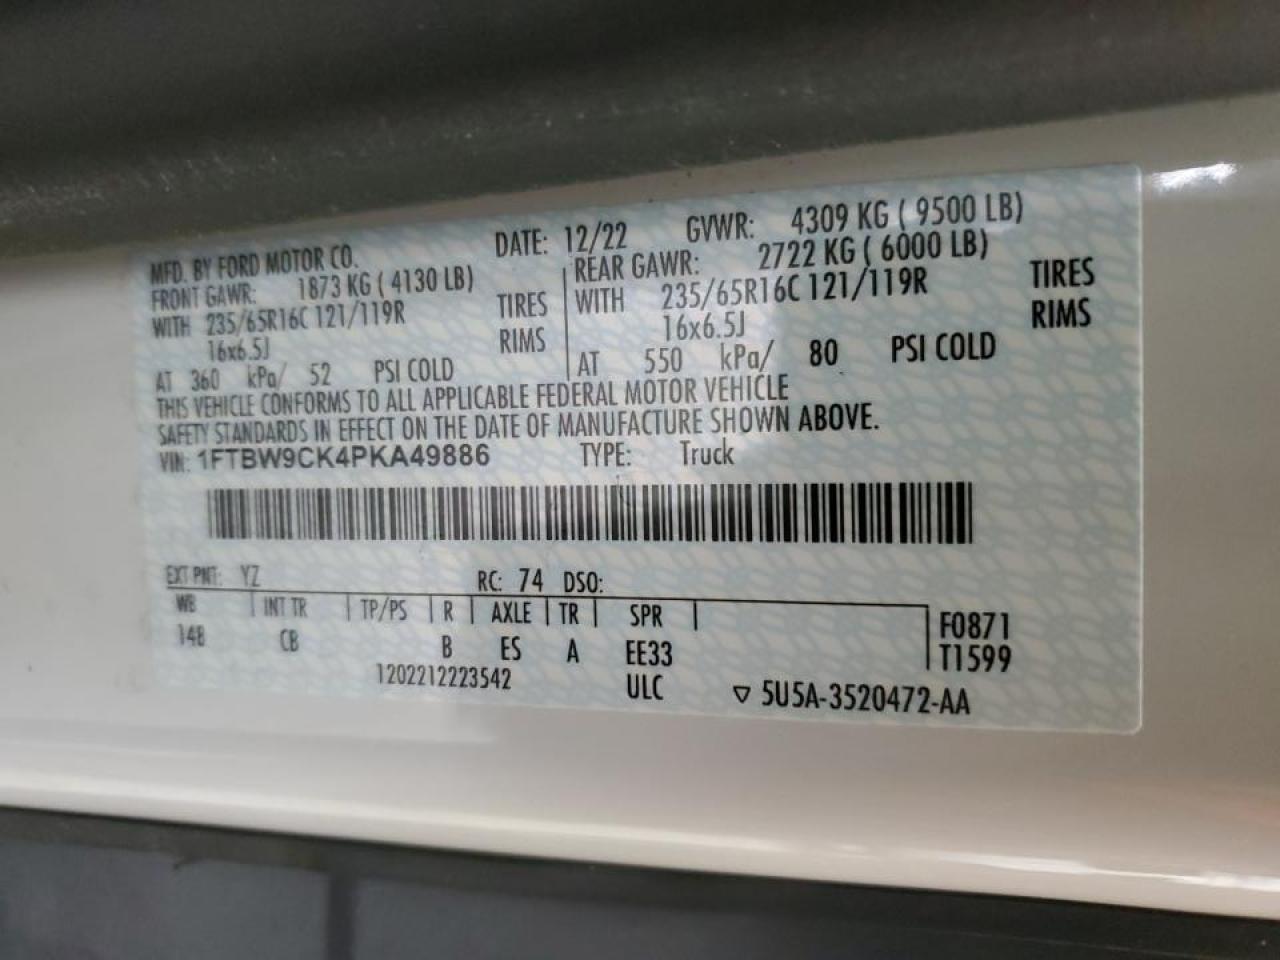 MFD. BY FORD MOTOR CO. DATE: 12/22 GVWR: 4309 KG ( 9500 LB)
FRONT GAWR: 1873 KG ( 4130 LB) REAR GAWR: 2722 KG ( 6000 LB)
WITH 235/65R16C 121/119R TIRES WITH 235/65R16C 121/119R TIRES
16x6.5J RIMS 16x6.5J RIMS
AT 360 kPa/ 52 PSI COLD AT 550 kPa/ 80 PSI COLD
THIS VEHICLE CONFORMS TO ALL APPLICABLE FEDERAL MOTOR VEHICLE
SAFETY STANDARDS IN EFFECT ON THE DATE OF MANUFACTURE SHOWN ABOVE.
VIN: 1FTBW9CK4PKA49886 TYPE: Truck
EXT PNT: YZ RC: 74 DSO:
WB INT TR TP/PS R AXLE TR SPR F0871
148 CB B ES A EE33 T1599
1202212223542 ULC ▽ 5U5A-3520472-AA